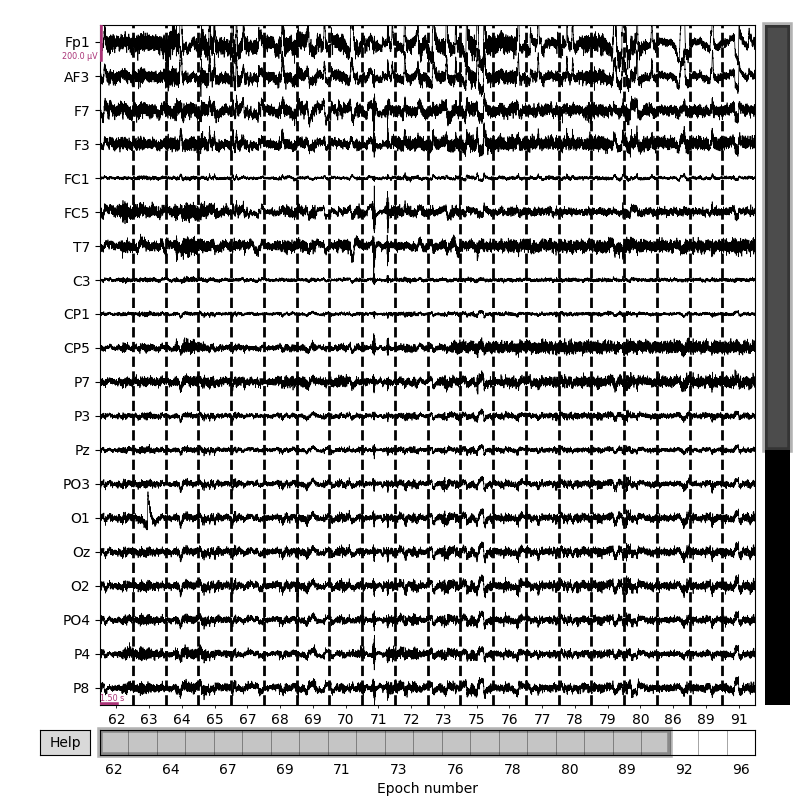 Fp1
200.0 µV
AF3
F7
F3
FC1
FC5
T7
C3
CP1
CP5
P7
P3
Pz
PO3
O1
Oz
O2
PO4
P4
P8
1.50 s
62 63 64 65 67 68 69 70 71 72 73 75 76 77 78 79 80 86 89 91
Help
62 64 67 69 71 73 76 78 80 89 92 96
Epoch number